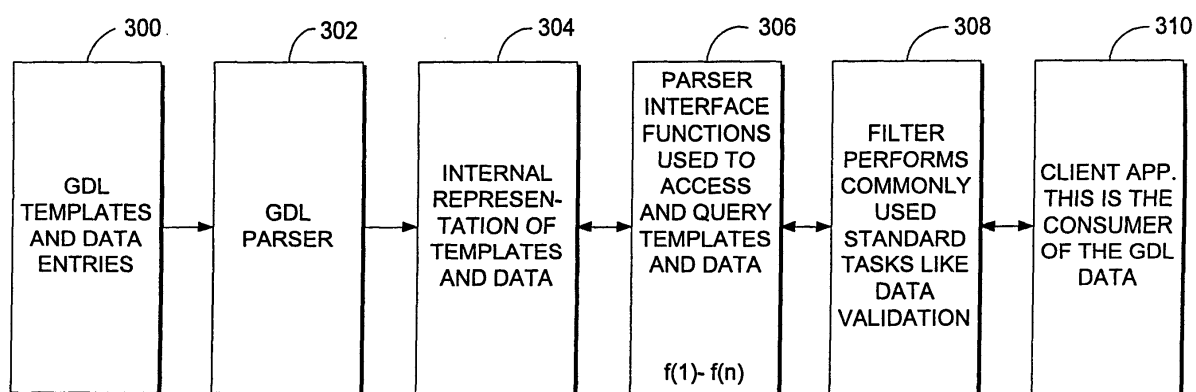 300
302
304
306
308
310
GDL
TEMPLATES
AND DATA
ENTRIES
GDL
PARSER
INTERNAL
REPRESEN-
TATION OF
TEMPLATES
AND DATA
PARSER
INTERFACE
FUNCTIONS
USED TO
ACCESS
AND QUERY
TEMPLATES
AND DATA
f(1)- f(n)
FILTER
PERFORMS
COMMONLY
USED
STANDARD
TASKS LIKE
DATA
VALIDATION
CLIENT APP.
THIS IS THE
CONSUMER
OF THE GDL
DATA